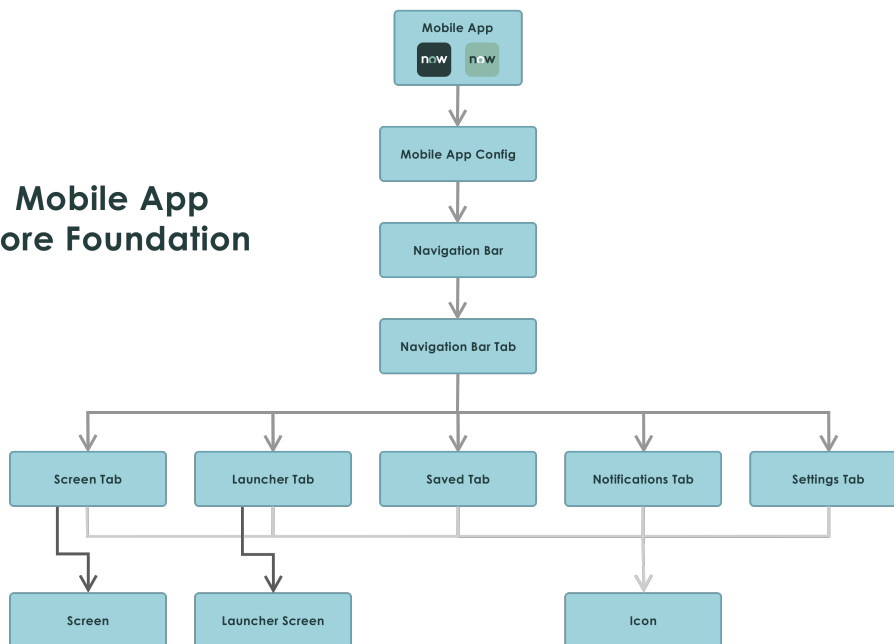 Mobile App
now now
Mobile App Config
Mobile App
ore Foundation
Navigation Bar
Navigation Bar Tab
Screen Tab
Launcher Tab
Saved Tab
Notifications Tab
Settings Tab
Screen
Launcher Screen
Icon